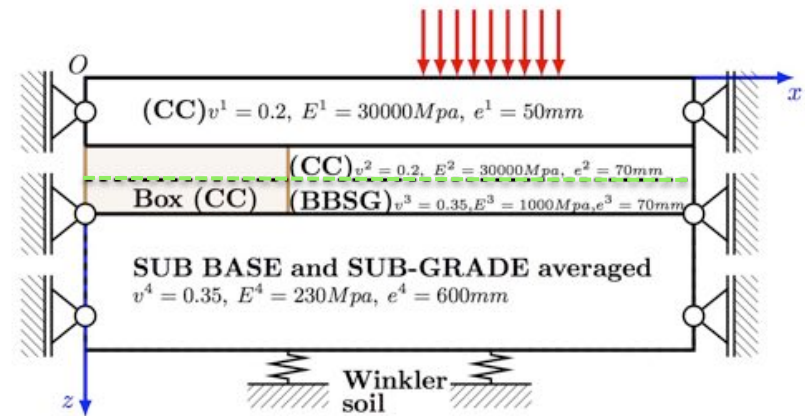 O
x
(CC)v¹ = 0.2, E¹ = 30000Mpa, e¹ = 50mm
(CC)v² = 0.2, E² = 30000Mpa, e² = 70mm
Box (CC)
(BBSG)v³ = 0.35,E³ = 1000Mpa,e³ = 70mm
SUB BASE and SUB-GRADE averaged
v⁴ = 0.35, E⁴ = 230Mpa, e⁴ = 600mm
Winkler
soil
z